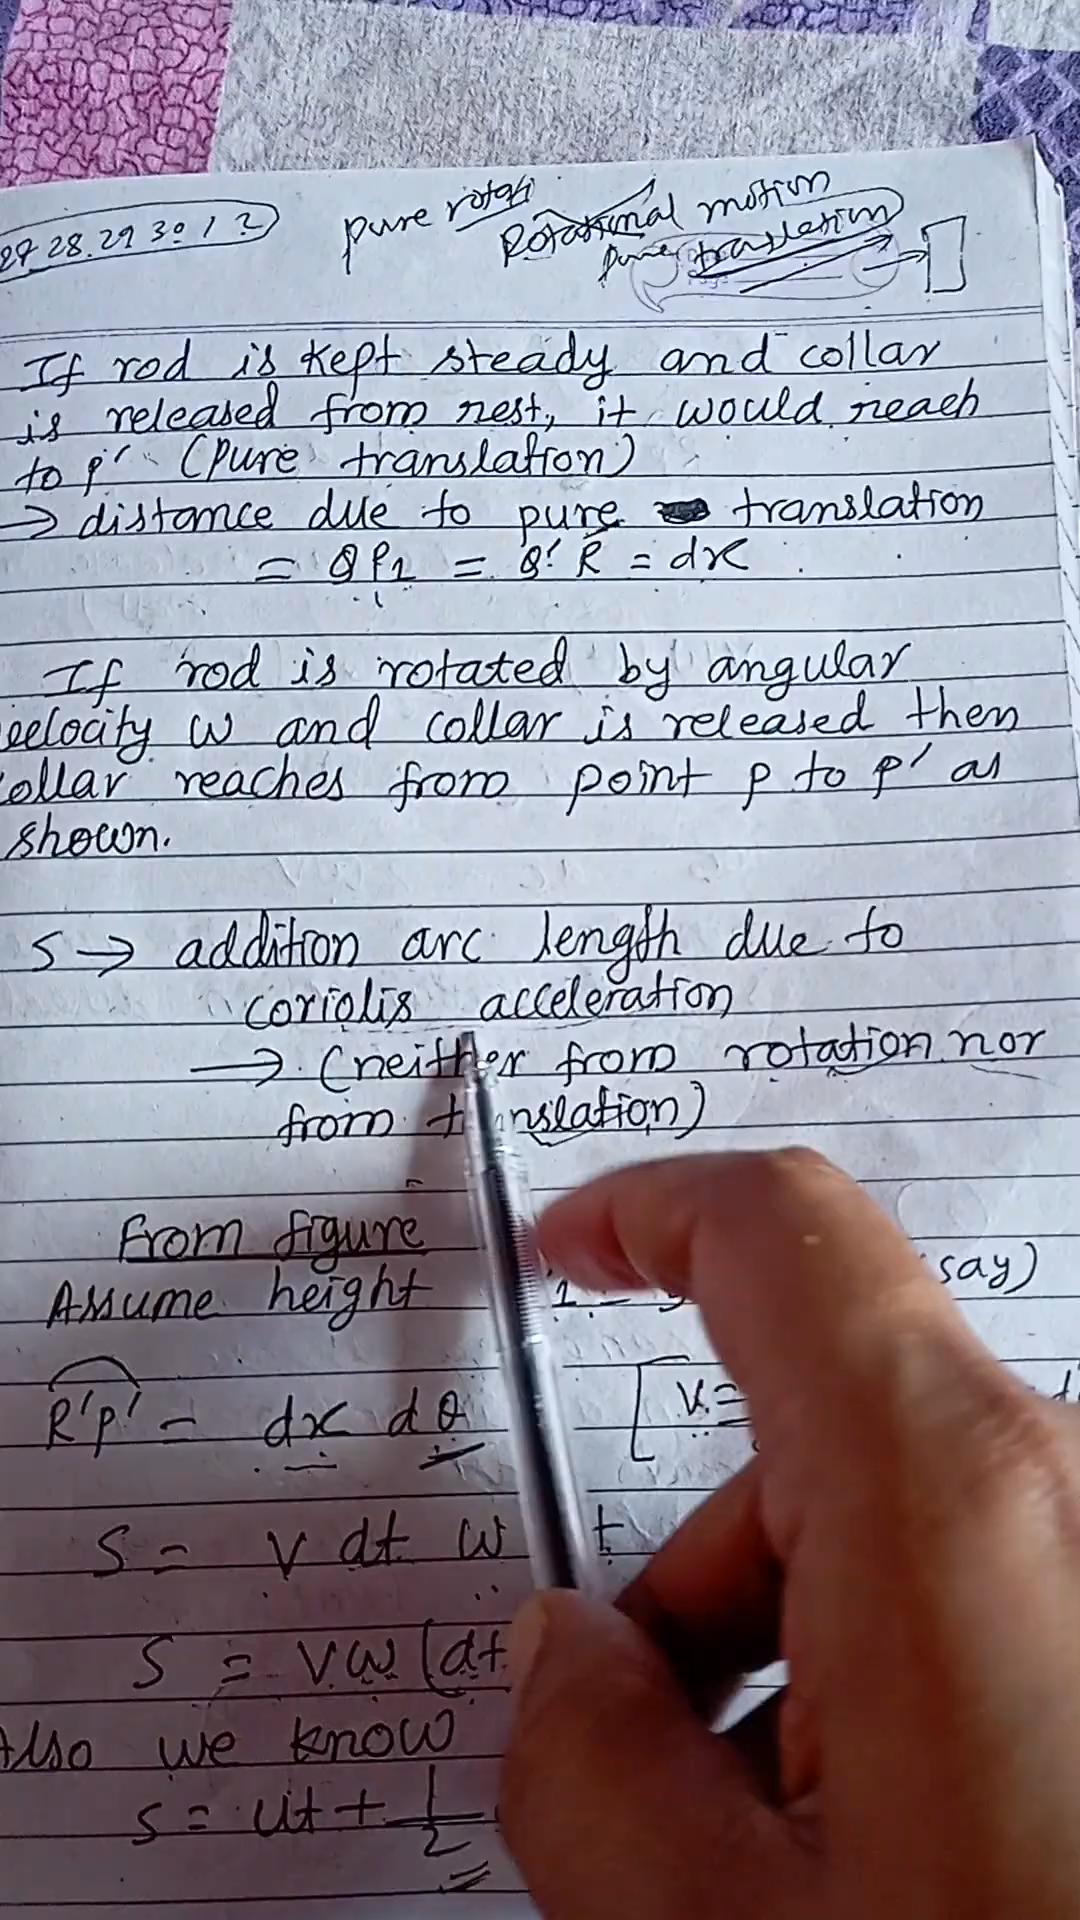 27 28.29 30 1 2
pure rotati
Rotational motion
pure translation
If rod is kept steady and collar
is released from rest, it would reach
to p' (pure translation)
→ distance due to pure translation
= QP1 = Q'R = dx
If rod is rotated by angular
velocity ω and collar is released then
collar reaches from point p to p' as
shown.
S → addition arc length due to
coriolis acceleration
→ (neither from rotation nor
from translation)
From figure
Assume height say)
R'p' = dx dθ [v=
S = v dt ω t
S = vω (dt
Also we know
S = ut + 1/2